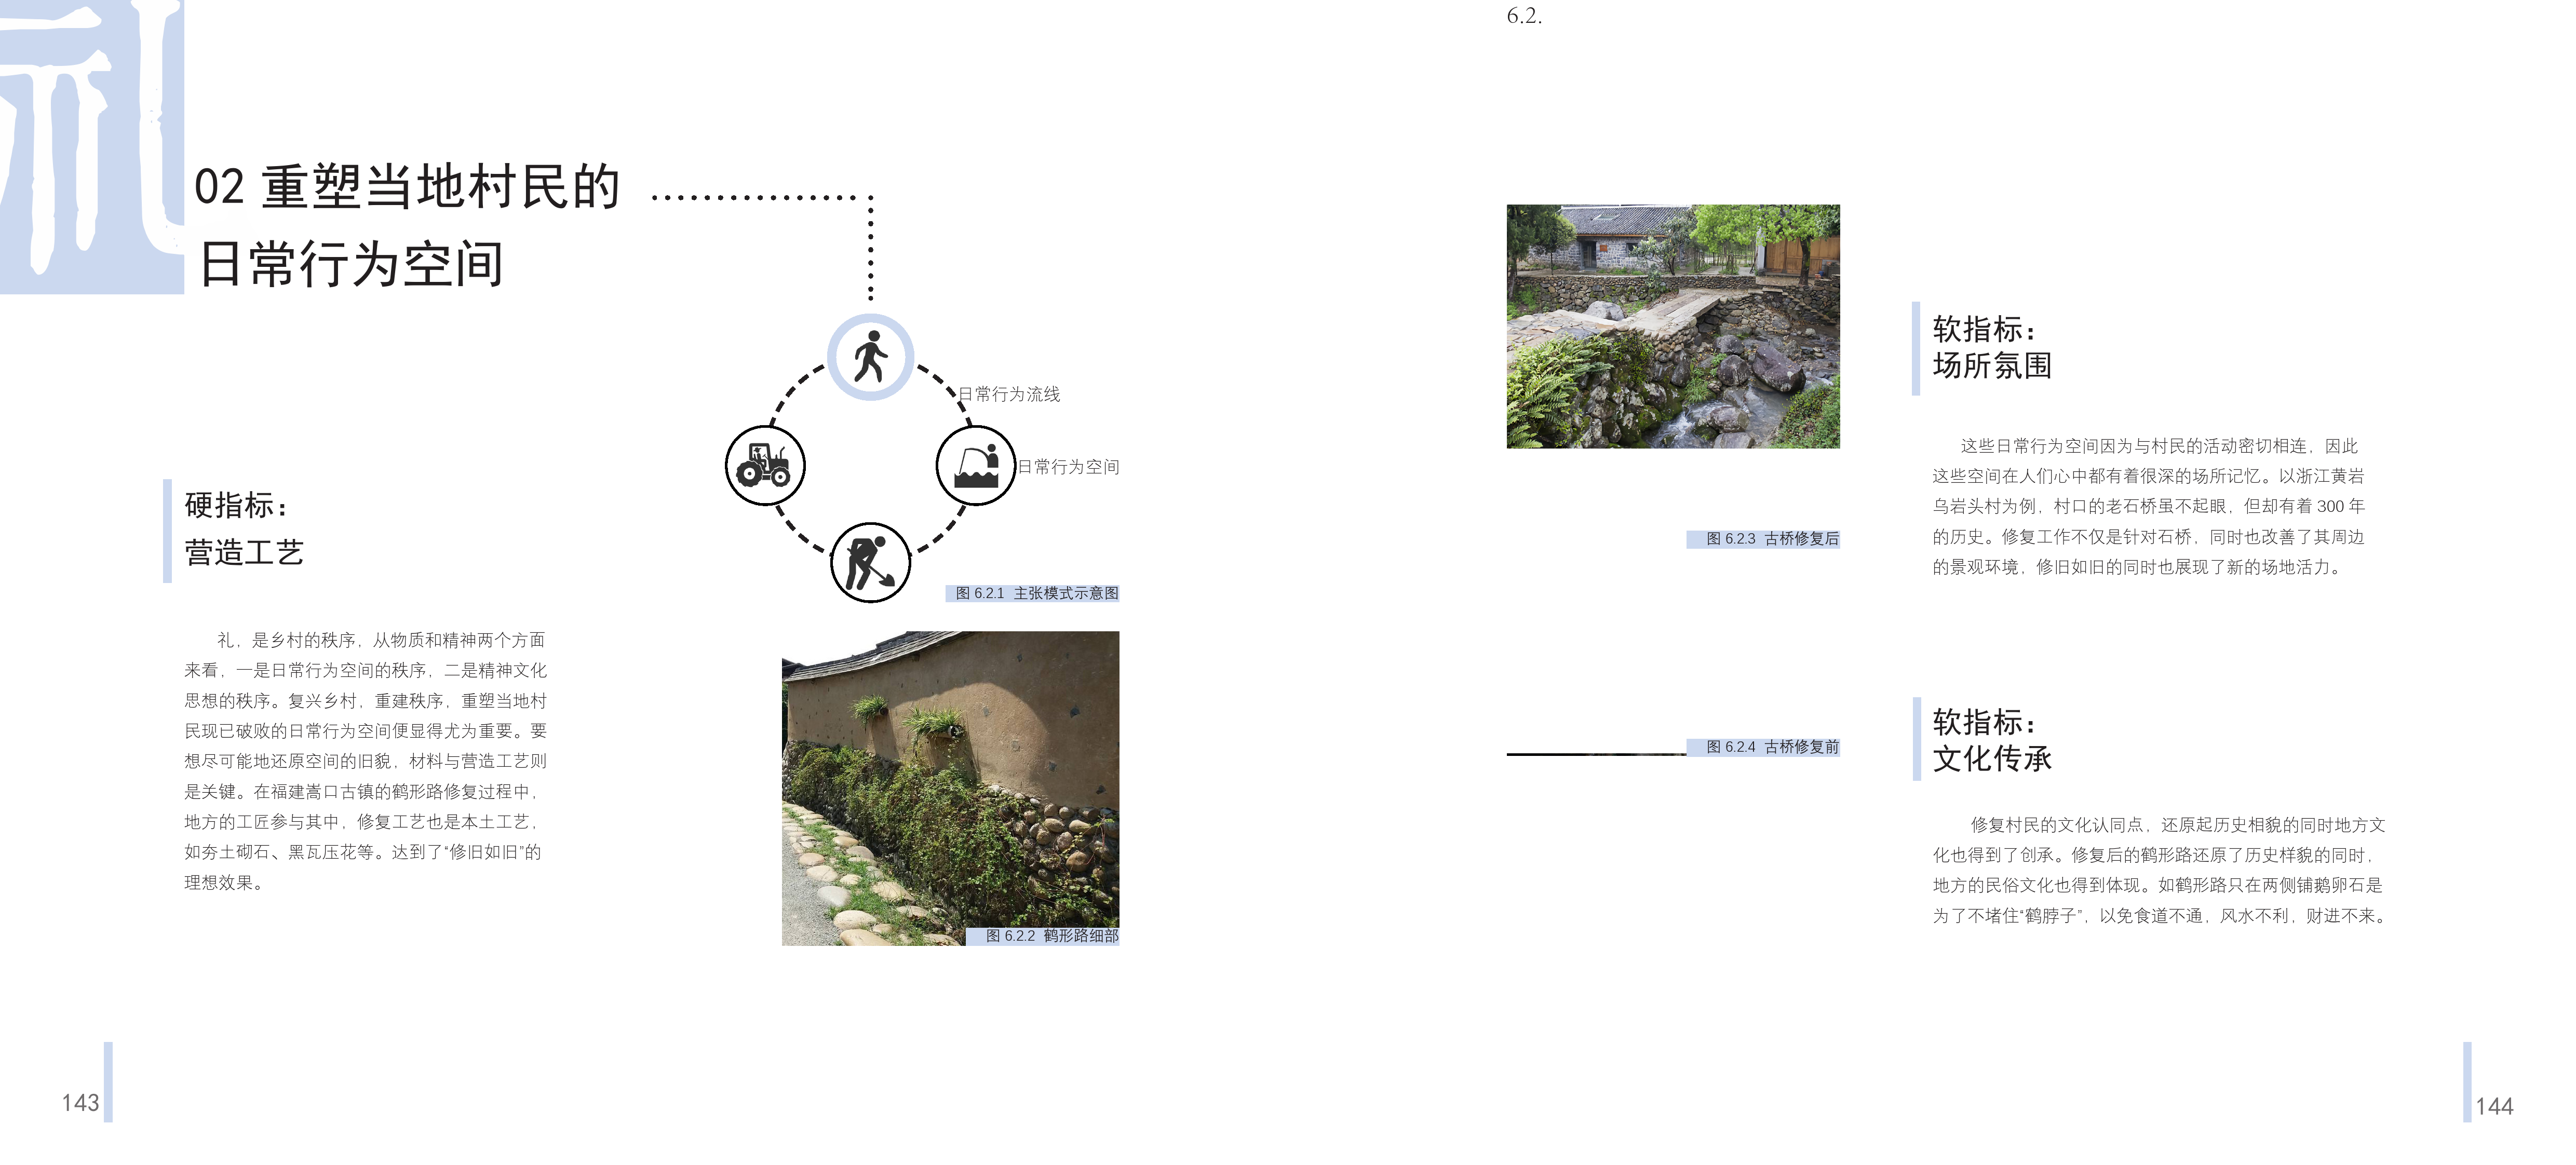 礼
02 重塑当地村民的
日常行为空间
硬指标：
营造工艺
礼，是乡村的秩序，从物质和精神两个方面
来看，一是日常行为空间的秩序，二是精神文化
思想的秩序。复兴乡村，重建秩序，重塑当地村
民现已破败的日常行为空间便显得尤为重要。要
想尽可能地还原空间的旧貌，材料与营造工艺则
是关键。在福建嵩口古镇的鹤形路修复过程中，
地方的工匠参与其中，修复工艺也是本土工艺，
如夯土砌石、黑瓦压花等。达到了“修旧如旧”的
理想效果。
日常行为流线
日常行为空间
图 6.2.1 主张模式示意图
图 6.2.2 鹤形路细部
143
6.2.
图 6.2.3 古桥修复后
图 6.2.4 古桥修复前
软指标：
场所氛围
这些日常行为空间因为与村民的活动密切相连，因此
这些空间在人们心中都有着很深的场所记忆。以浙江黄岩
乌岩头村为例，村口的老石桥虽不起眼，但却有着 300 年
的历史。修复工作不仅是针对石桥，同时也改善了其周边
的景观环境，修旧如旧的同时也展现了新的场地活力。
软指标：
文化传承
修复村民的文化认同点，还原起历史相貌的同时地方文
化也得到了创承。修复后的鹤形路还原了历史样貌的同时，
地方的民俗文化也得到体现。如鹤形路只在两侧铺鹅卵石是
为了不堵住“鹤脖子”，以免食道不通，风水不利，财进不来。
144